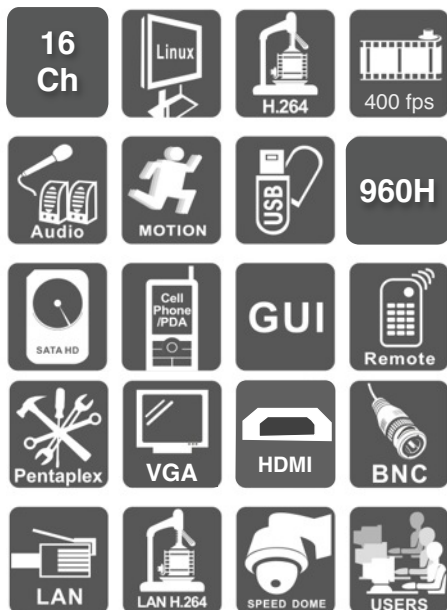 16
Ch
Linux
H.264
400 fps
Audio
MOTION
USB
960H
SATA HD
Cell
Phone
/PDA
GUI
Remote
Pentaplex
VGA
HDMI
BNC
LAN
LAN H.264
SPEED DOME
USERS